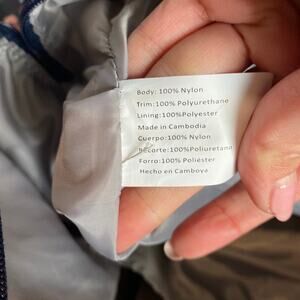 Body:100% Nylon
Trim:100% Polyurethane
Lining:100%Polyester
Made in Cambodia
Cuerpo:100% Nylon
Recorte:100%Poliuretano
Forro:100% Poliéster
Hecho en Camboya